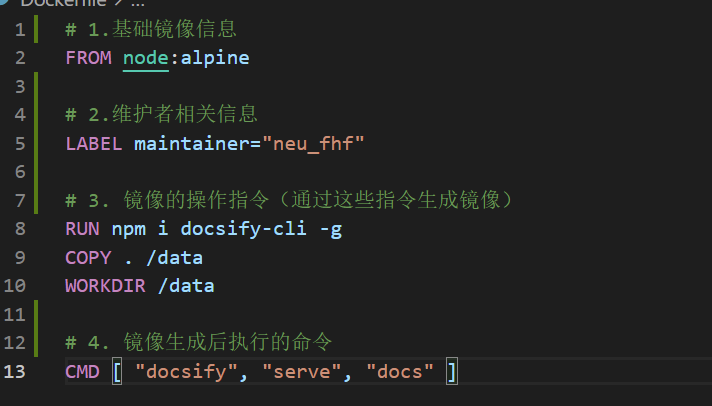 Dockerfile > ...
1 # 1.基础镜像信息
2 FROM node:alpine
3
4 # 2.维护者相关信息
5 LABEL maintainer="neu_fhf"
6
7 # 3. 镜像的操作指令（通过这些指令生成镜像）
8 RUN npm i docsify-cli -g
9 COPY . /data
10 WORKDIR /data
11
12 # 4. 镜像生成后执行的命令
13 CMD [ "docsify", "serve", "docs" ]